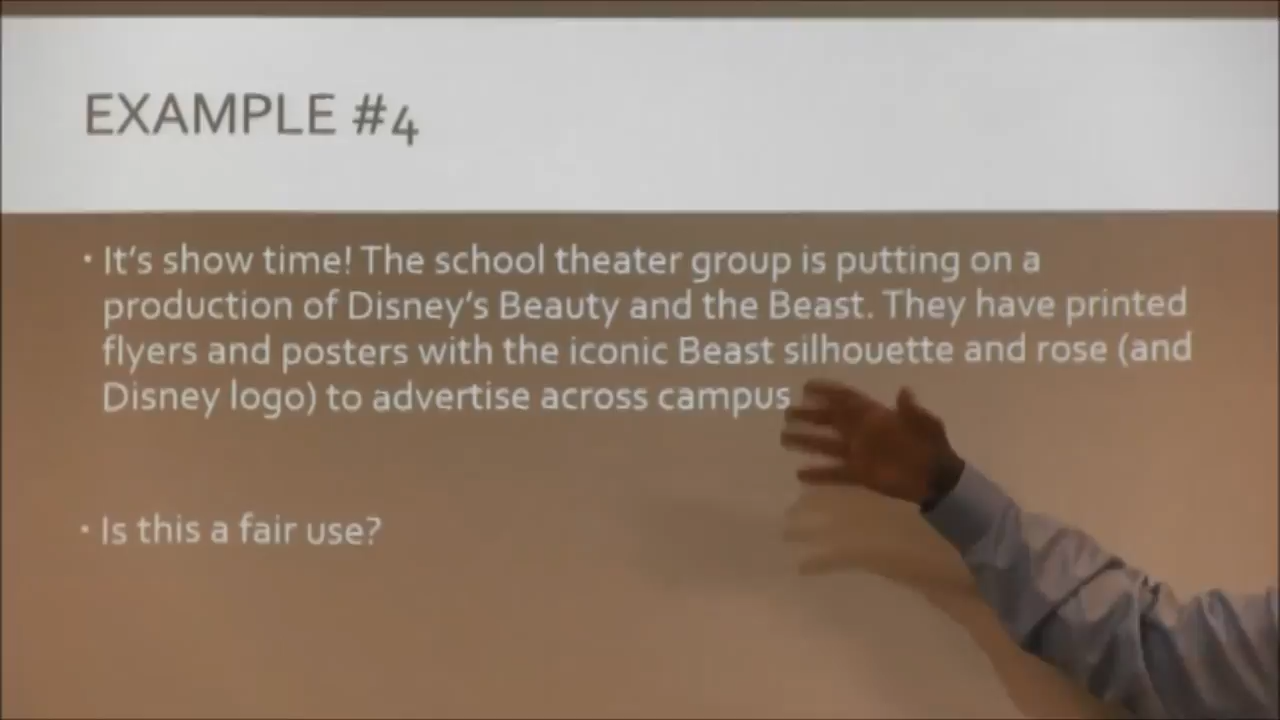 EXAMPLE #4
• It's show time! The school theater group is putting on a
production of Disney's Beauty and the Beast. They have printed
flyers and posters with the iconic Beast silhouette and rose (and
Disney logo) to advertise across campus
• Is this a fair use?